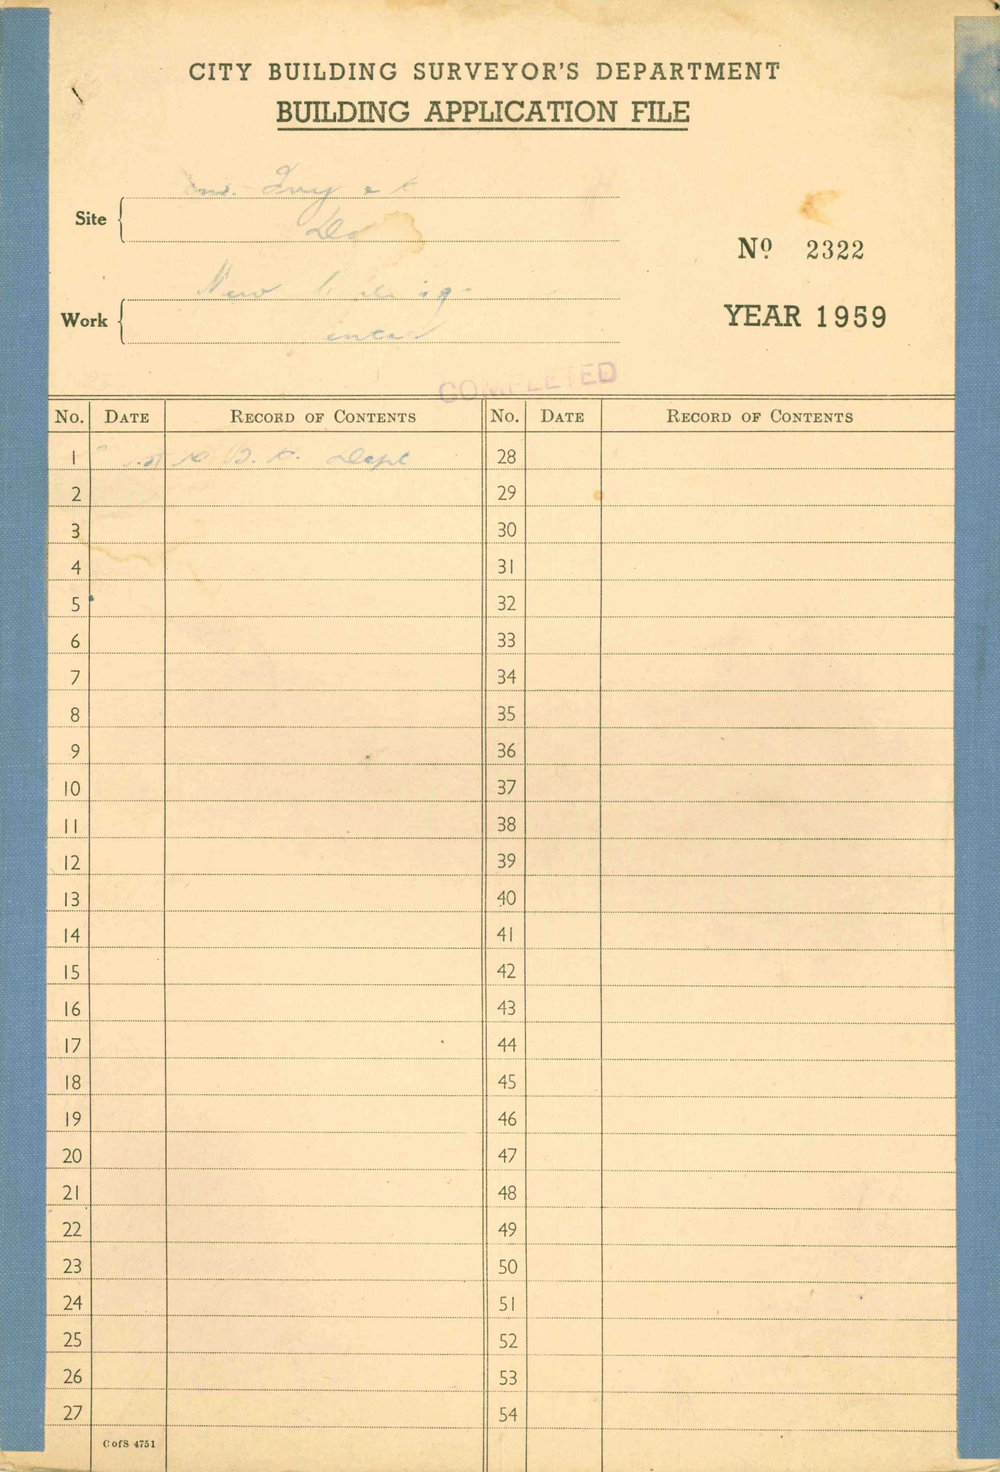 CITY BUILDING SURVEYOR'S DEPARTMENT
BUILDING APPLICATION FILE
Site
Nº 2322
New
Work
YEAR 1959
COMPLETED
No. DATE RECORD OF CONTENTS No. DATE RECORD OF CONTENTS
1 Dept 28
2 29
3 30
4 31
5 32
6 33
7 34
8 35
9 36
10 37
11 38
12 39
13 40
14 41
15 42
16 43
17 44
18 45
19 46
20 47
21 48
22 49
23 50
24 51
25 52
26 53
27 54
C of S 4751